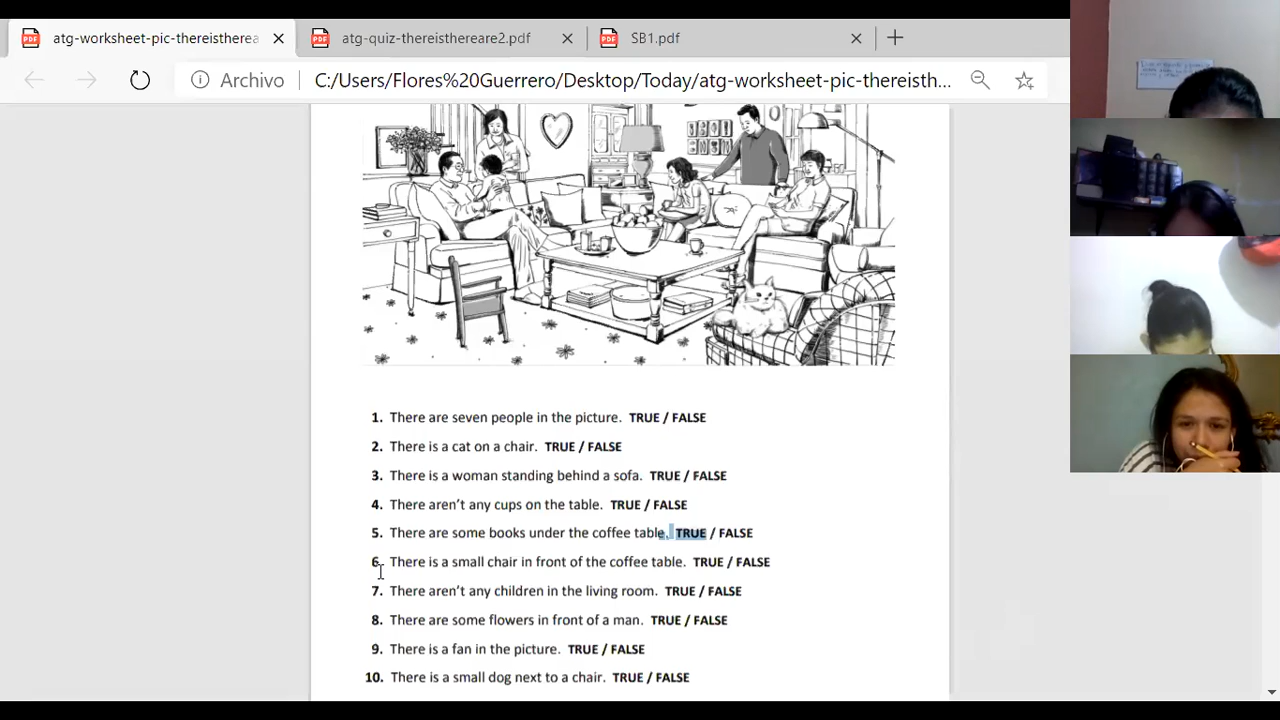 atg-worksheet-pic-thereistherea
atg-quiz-thereisthereare2.pdf
SB1.pdf
Archivo
C:/Users/Flores%20Guerrero/Desktop/Today/atg-worksheet-pic-thereisth...
1. There are seven people in the picture. TRUE / FALSE
2. There is a cat on a chair. TRUE / FALSE
3. There is a woman standing behind a sofa. TRUE / FALSE
4. There aren't any cups on the table. TRUE / FALSE
5. There are some books under the coffee table. TRUE / FALSE
6. There is a small chair in front of the coffee table. TRUE / FALSE
7. There aren't any children in the living room. TRUE / FALSE
8. There are some flowers in front of a man. TRUE / FALSE
9. There is a fan in the picture. TRUE / FALSE
10. There is a small dog next to a chair. TRUE / FALSE